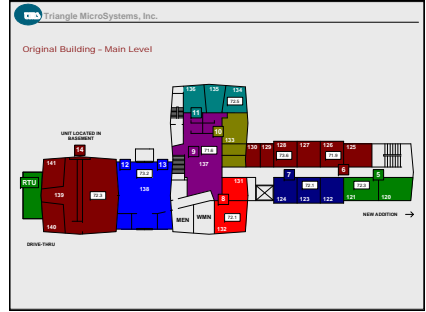 Triangle MicroSystems, Inc.
Original Building - Main Level
136 135 134
72.5
11
10
133
UNIT LOCATED IN
BASEMENT
14
9 71.6
130 129 128 127 126 125
73.6 71.9
141
12 13
137
73.2
6
RTU
7
5
138
131
139 72.3
72.1 72.3
8
124 123 122 121 120
MEN WMN 72.1
NEW ADDITION
140
132
DRIVE-THRU